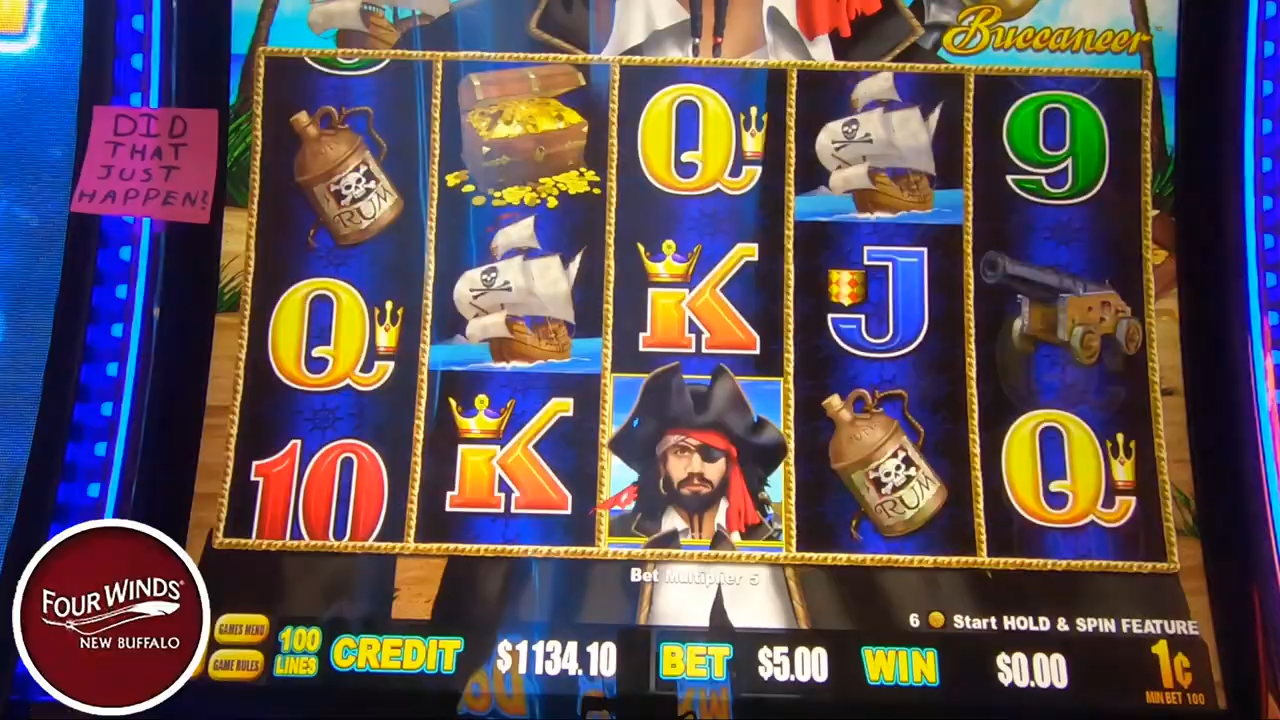 Buccaneer
DID
THAT
JUST
HAPPEN?
RUM
Q
9
K
J
Q
10
K
RUM
Q
Bet Multiplier 5
6 Start HOLD & SPIN FEATURE
GAMES MENU
GAME RULES
100
LINES
CREDIT $1134.10 BET $5.00 WIN $0.00
1¢
MIN BET 100
FOUR WINDS®
NEW BUFFALO